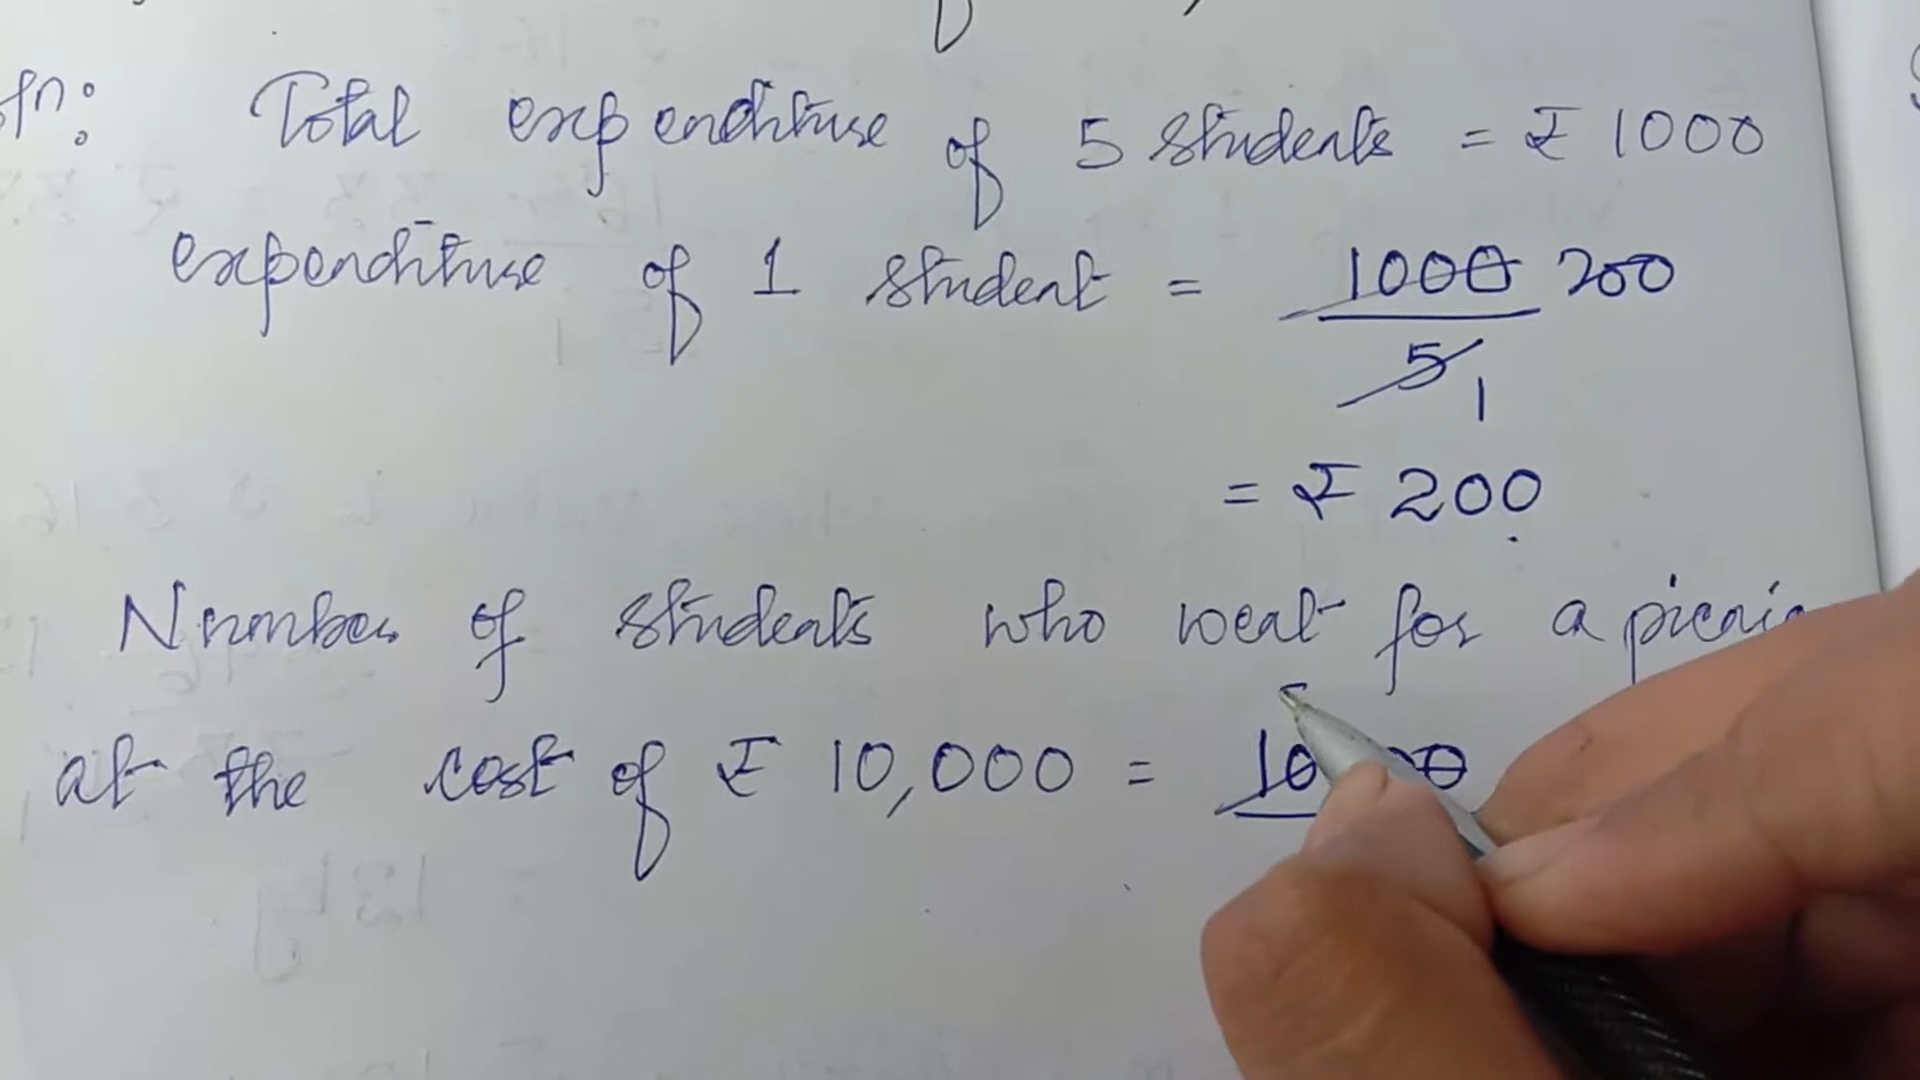 Total expenditure of 5 students = ₹ 1000
expenditure of 1 student = 1000 200
5 1
= ₹ 200
Number of students who went for a picnic
at the cost of ₹ 10,000 =